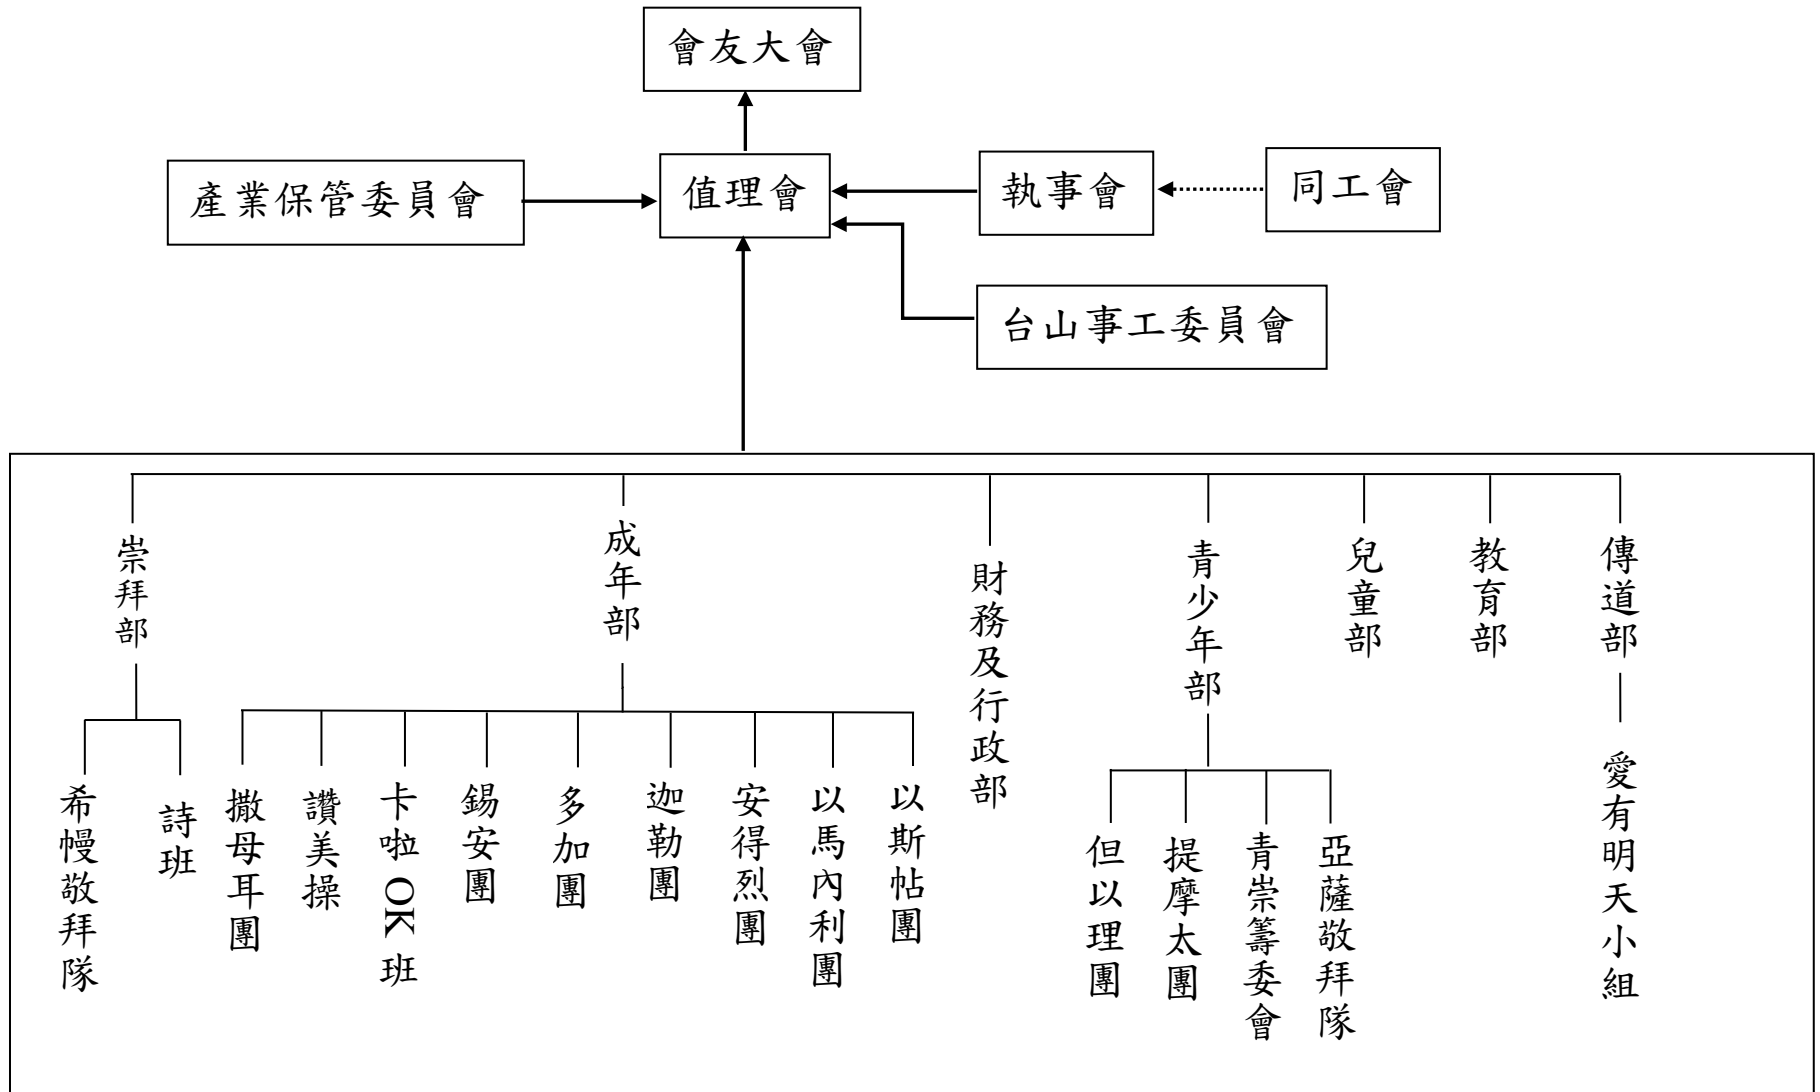 會友大會
產業保管委員會
值理會
執事會
同工會
台山事工委員會
崇拜部
成年部
財務及行政部
青少年部
兒童部
教育部
傳道部
希幔敬拜隊
詩班
撒母耳團
讚美操
卡啦 OK 班
錫安團
多加團
迦勒團
安得烈團
以馬內利團
以斯帖團
但以理團
提摩太團
青崇籌委會
亞薩敬拜隊
愛有明天小組